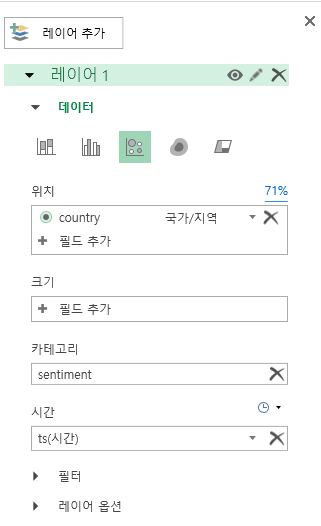 레이어 추가
레이어 1
데이터
위치 71%
country 국가/지역
필드 추가
크기
필드 추가
카테고리
sentiment
시간
ts(시간)
필터
레이어 옵션